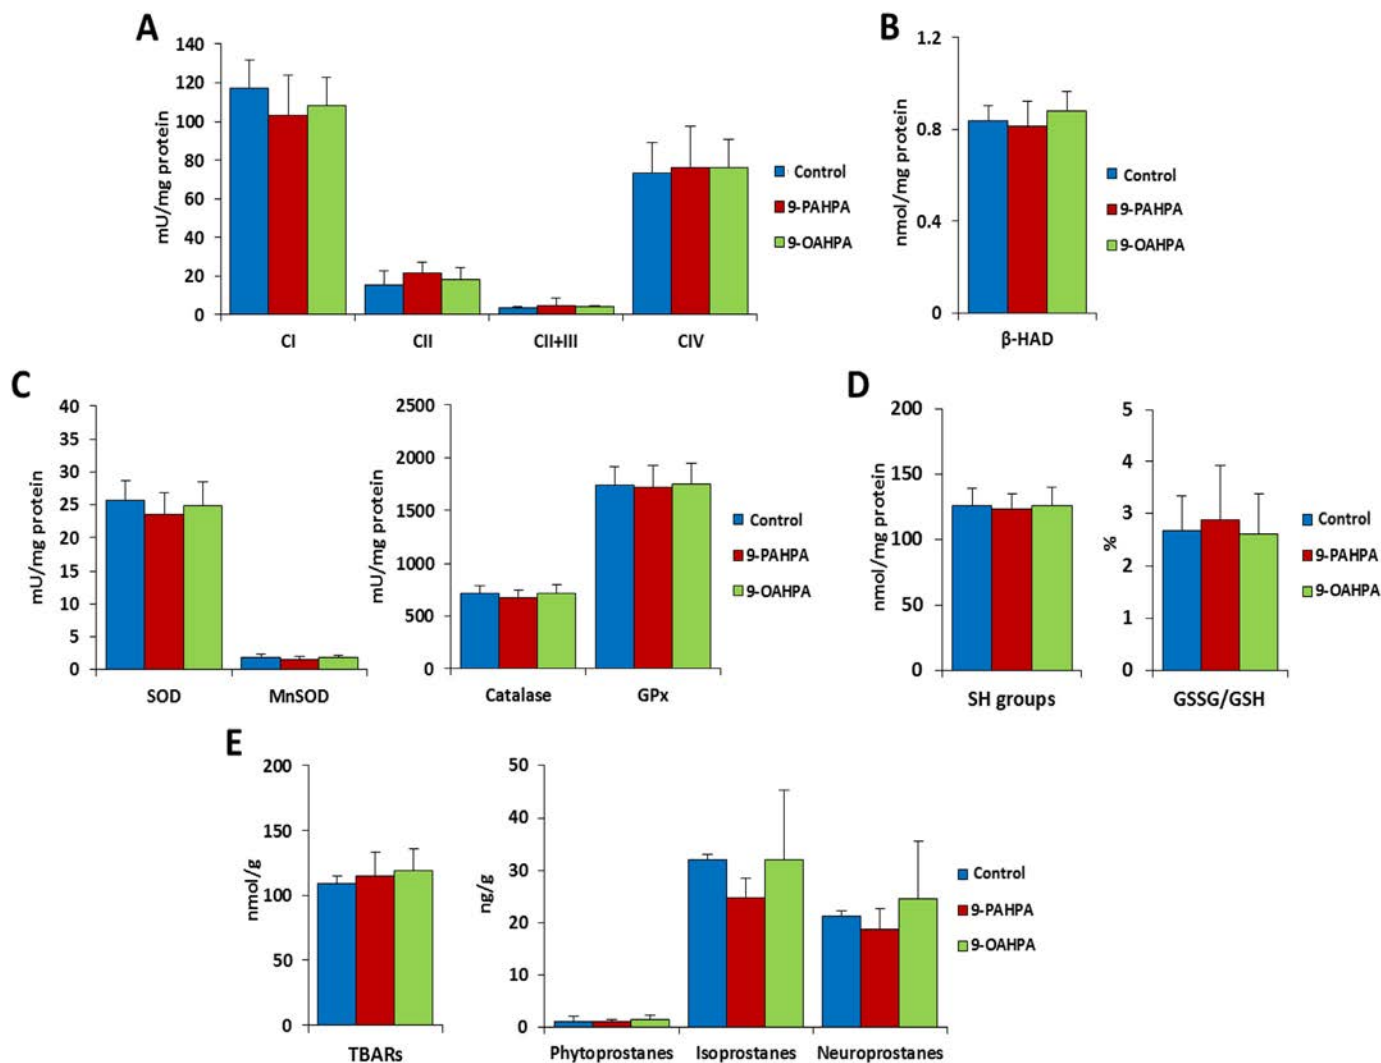 A
mU/mg protein
140
120
100
80
60
40
20
0
CI
CII
CII+III
CIV
Control
9-PAHPA
9-OAHPA
B
nmol/mg protein
1.2
0.8
0.4
0
β-HAD
Control
9-PAHPA
9-OAHPA
C
mU/mg protein
40
35
30
25
20
15
10
5
0
SOD
MnSOD
mU/mg protein
2500
2000
1500
1000
500
0
Catalase
GPx
Control
9-PAHPA
9-OAHPA
D
nmol/mg protein
200
150
100
50
0
SH groups
%
5
4
3
2
1
0
GSSG/GSH
Control
9-PAHPA
9-OAHPA
E
nmol/g
200
150
100
50
0
TBARs
ng/g
50
40
30
20
10
0
Phytoprostanes
Isoprostanes
Neuroprostanes
Control
9-PAHPA
9-OAHPA